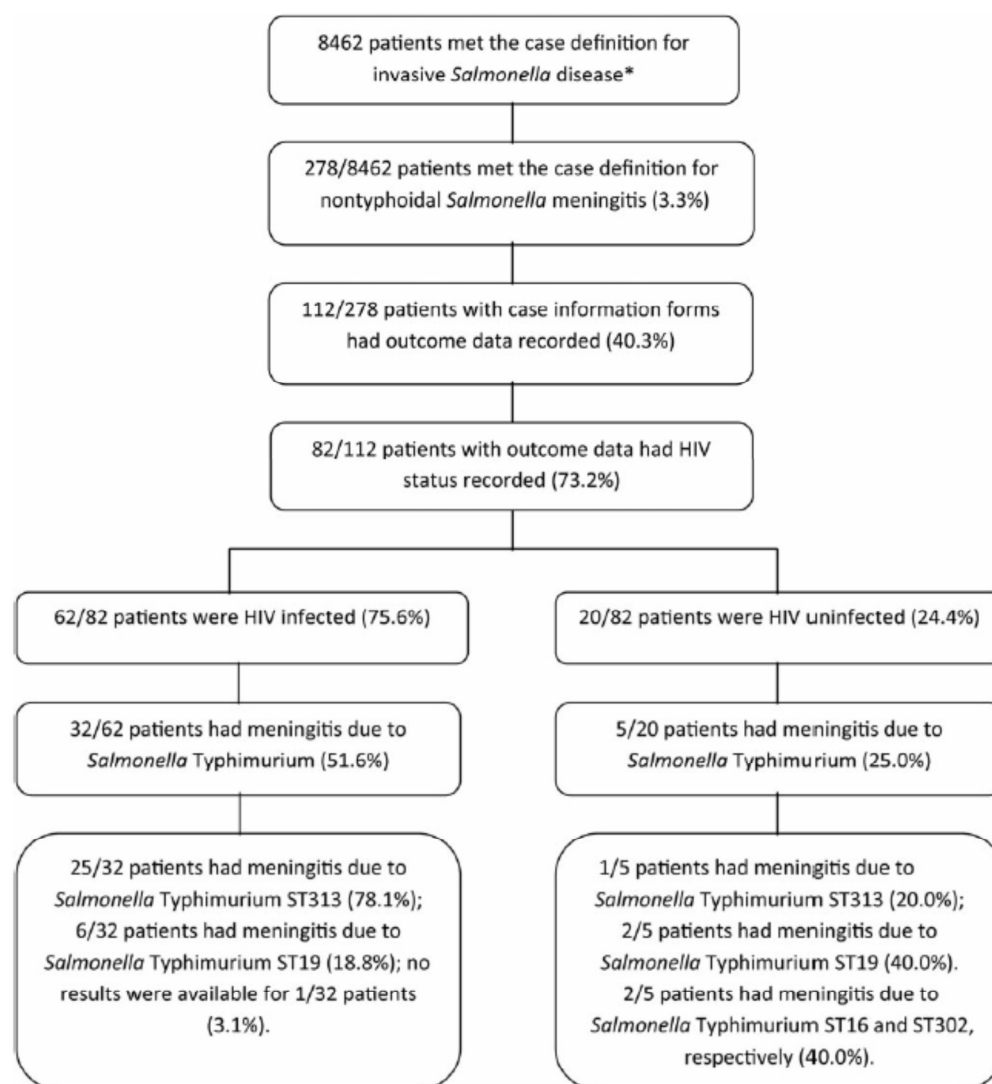 8462 patients met the case definition for
invasive Salmonella disease*
278/8462 patients met the case definition for
nontyphoidal Salmonella meningitis (3.3%)
112/278 patients with case information forms
had outcome data recorded (40.3%)
82/112 patients with outcome data had HIV
status recorded (73.2%)
62/82 patients were HIV infected (75.6%)
32/62 patients had meningitis due to
Salmonella Typhimurium (51.6%)
25/32 patients had meningitis due to
Salmonella Typhimurium ST313 (78.1%);
6/32 patients had meningitis due to
Salmonella Typhimurium ST19 (18.8%); no
results were available for 1/32 patients
(3.1%).
20/82 patients were HIV uninfected (24.4%)
5/20 patients had meningitis due to
Salmonella Typhimurium (25.0%)
1/5 patients had meningitis due to
Salmonella Typhimurium ST313 (20.0%);
2/5 patients had meningitis due to
Salmonella Typhimurium ST19 (40.0%).
2/5 patients had meningitis due to
Salmonella Typhimurium ST16 and ST302,
respectively (40.0%).